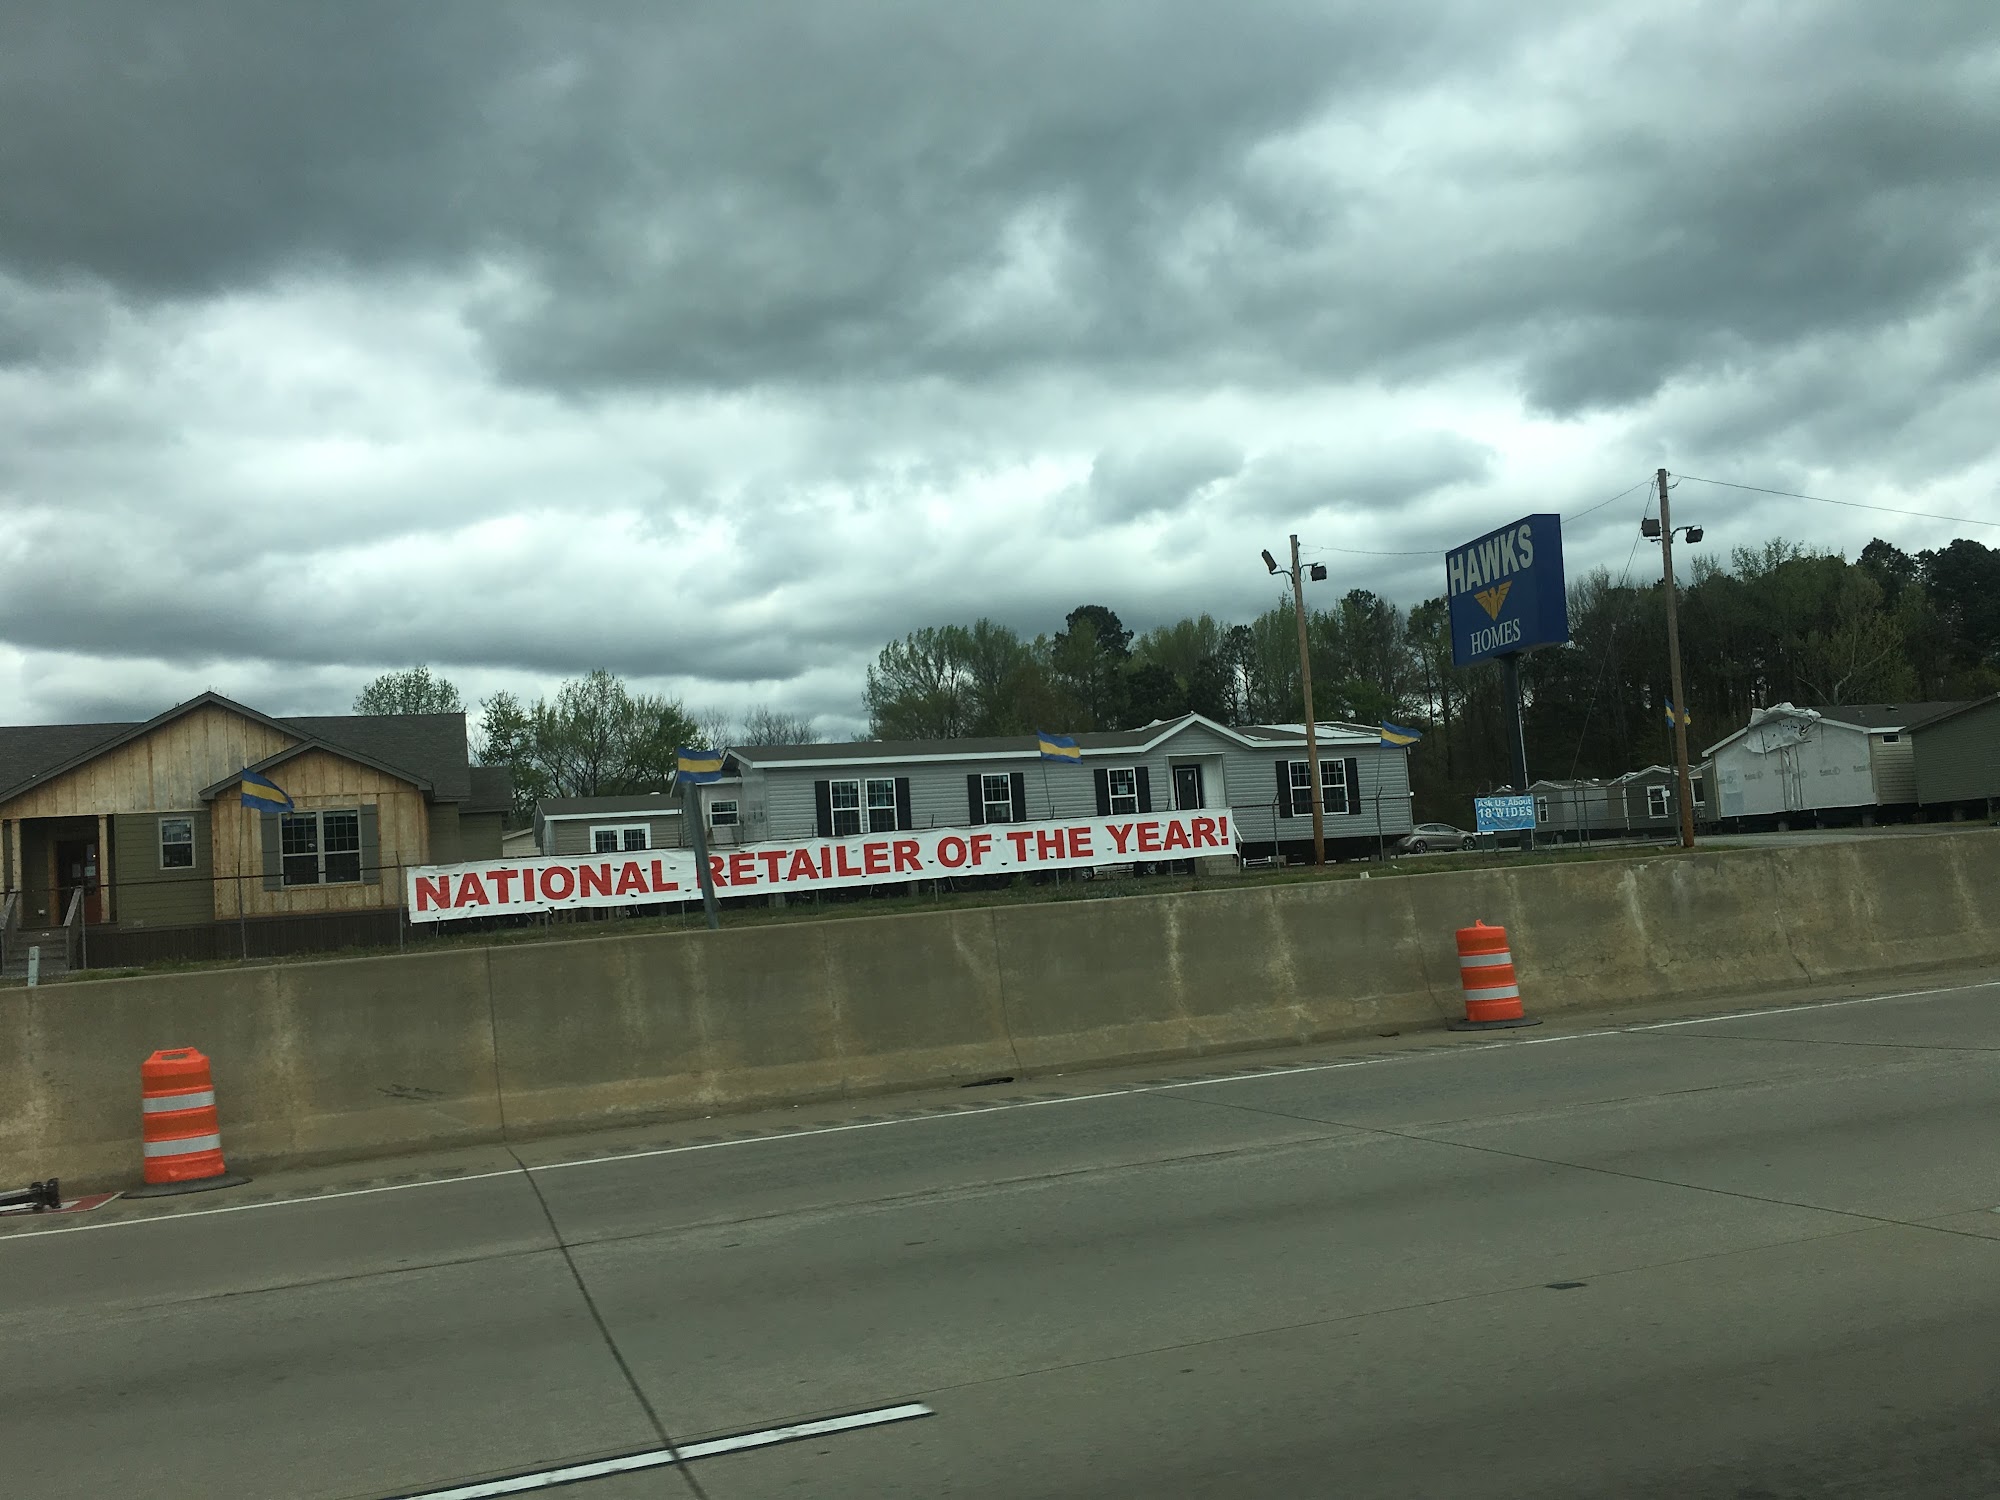 HAWKS
HOMES
Ask Us About
18' WIDES
NATIONAL RETAILER OF THE YEAR!